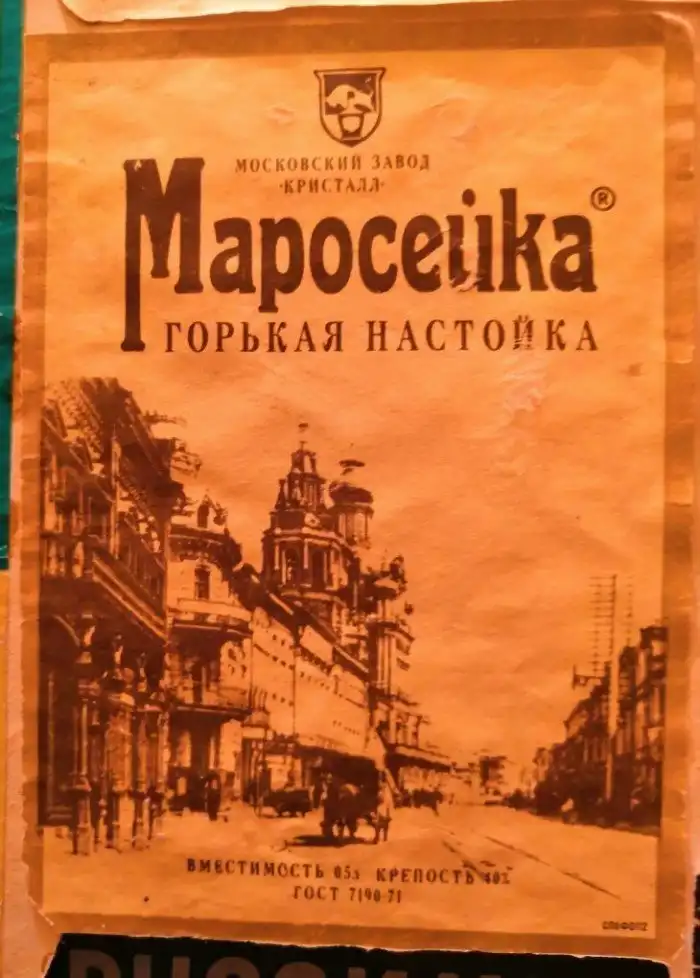 МОСКОВСКИЙ ЗАВОД
·КРИСТАЛЛ·
Маросейка®
ГОРЬКАЯ НАСТОЙКА
ВМЕСТИМОСТЬ 0.5л КРЕПОСТЬ 40%
ГОСТ 7190-71